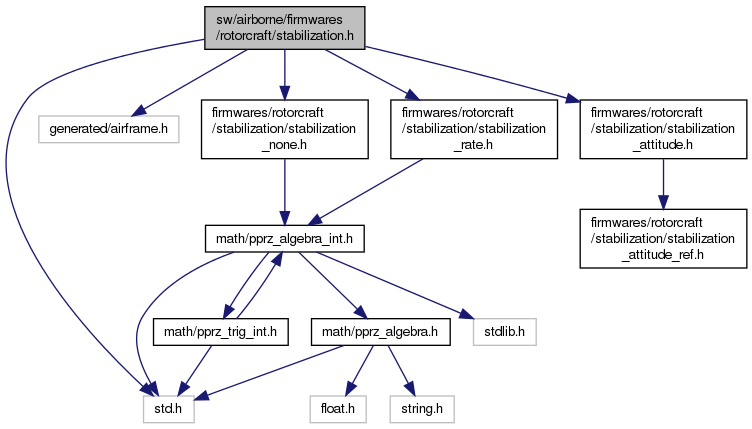 sw/airborne/firmwares
/rotorcraft/stabilization.h
generated/airframe.h
firmwares/rotorcraft
/stabilization/stabilization
_none.h
firmwares/rotorcraft
/stabilization/stabilization
_rate.h
firmwares/rotorcraft
/stabilization/stabilization
_attitude.h
math/pprz_algebra_int.h
firmwares/rotorcraft
/stabilization/stabilization
_attitude_ref.h
math/pprz_trig_int.h
math/pprz_algebra.h
stdlib.h
std.h
float.h
string.h